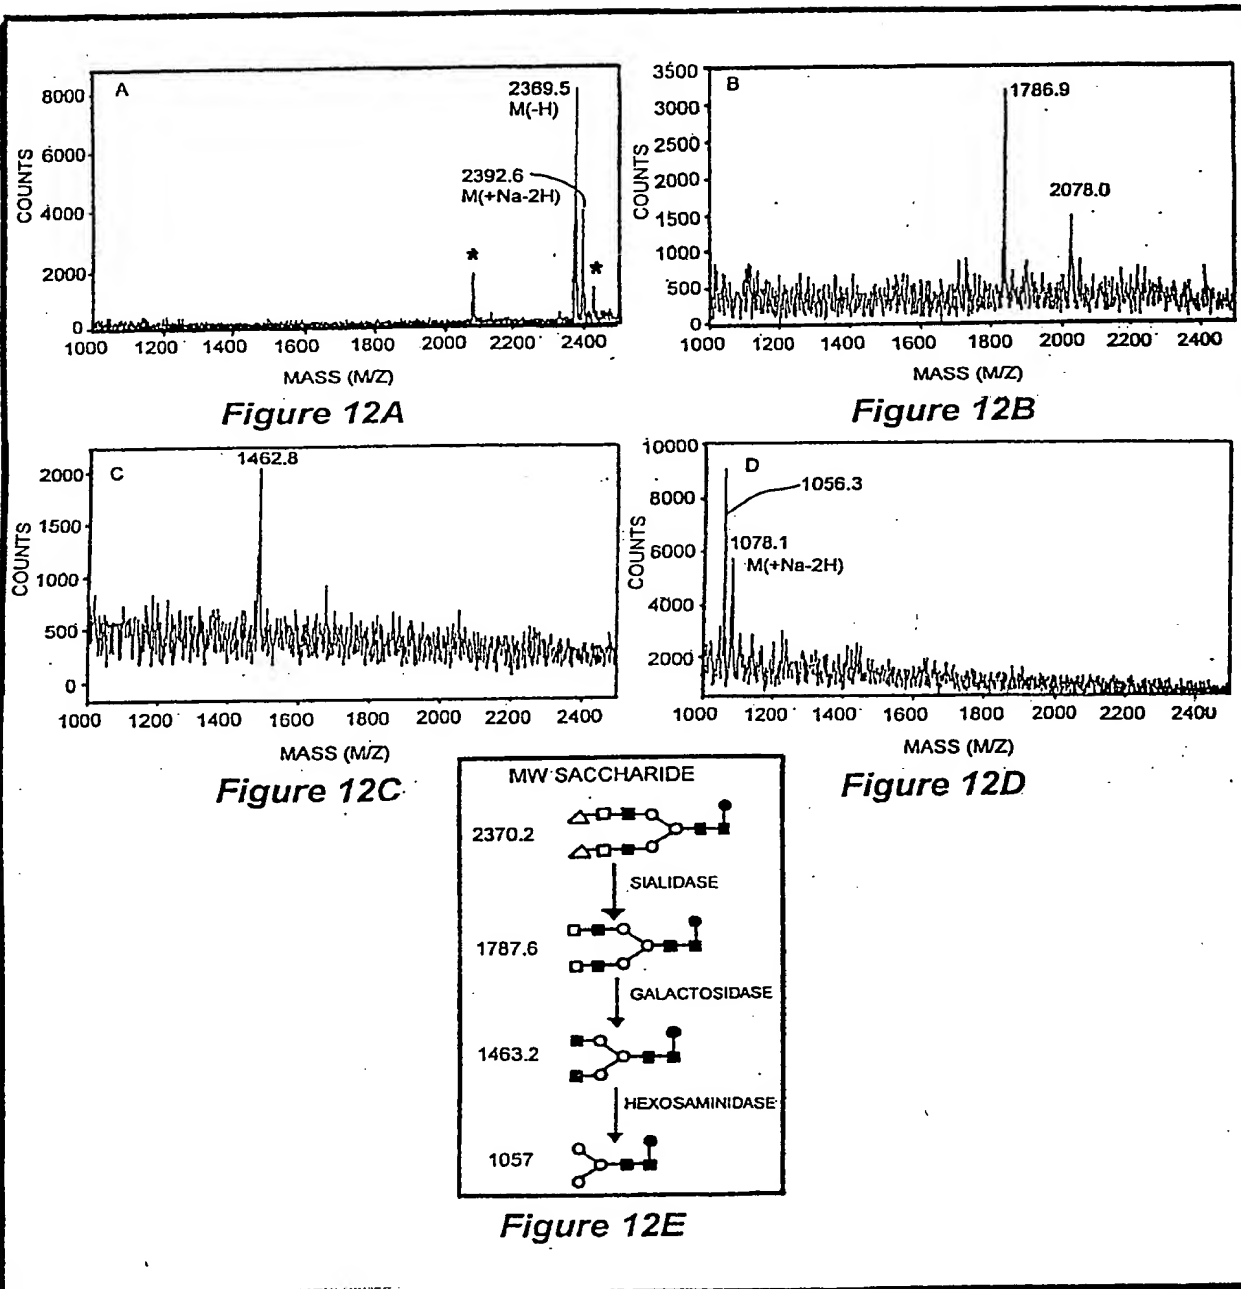 A
8000
6000
4000
2000
0
COUNTS
2369.5
M(-H)
2392.6
M(+Na-2H)
*
*
1000 1200 1400 1600 1800 2000 2200 2400
MASS (M/Z)
Figure 12A
B
3500
3000
2500
2000
1500
1000
500
0
COUNTS
1786.9
2078.0
1000 1200 1400 1600 1800 2000 2200 2400
MASS (M/Z)
Figure 12B
C
2000
1500
1000
500
0
COUNTS
1462.8
1000 1200 1400 1600 1800 2000 2200 2400
MASS (M/Z)
Figure 12C
D
10000
8000
6000
4000
2000
COUNTS
1056.3
1078.1
M(+Na-2H)
1000 1200 1400 1600 1800 2000 2200 2400
MASS (M/Z)
Figure 12D
MW SACCHARIDE
2370.2
SIALIDASE
1787.6
GALACTOSIDASE
1463.2
HEXOSAMINIDASE
1057
Figure 12E